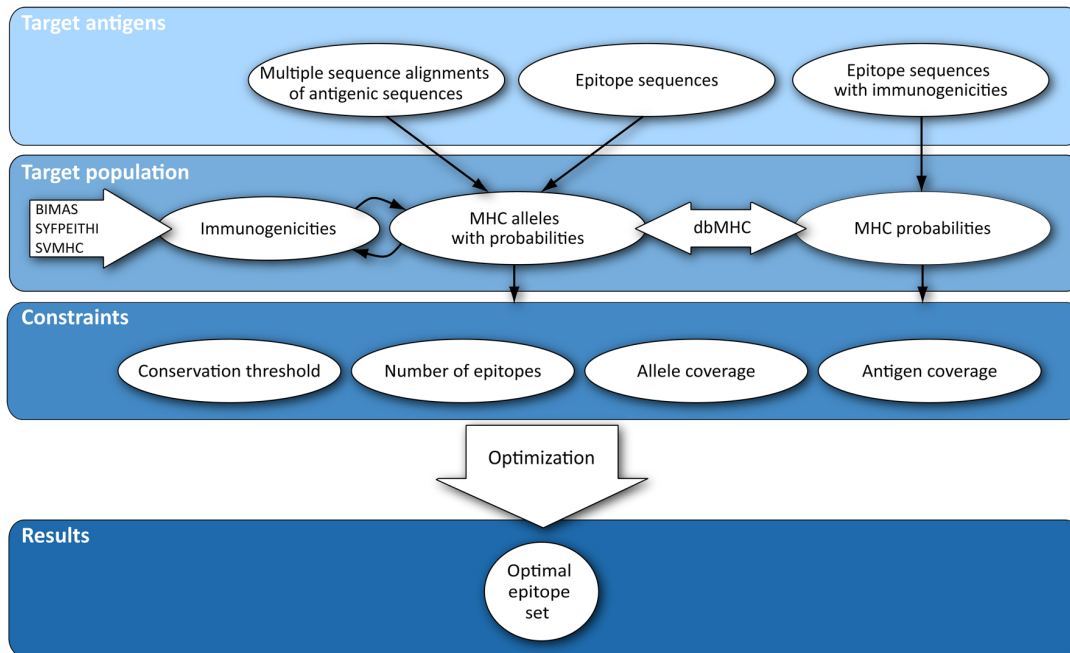 Target antigens
Multiple sequence alignments
of antigenic sequences
Epitope sequences
Epitope sequences
with immunogenicities
Target population
BIMAS
SYFPEITHI
SVMHC
Immunogenicities
MHC alleles
with probabilities
dbMHC
MHC probabilities
Constraints
Conservation threshold
Number of epitopes
Allele coverage
Antigen coverage
Optimization
Results
Optimal
epitope
set